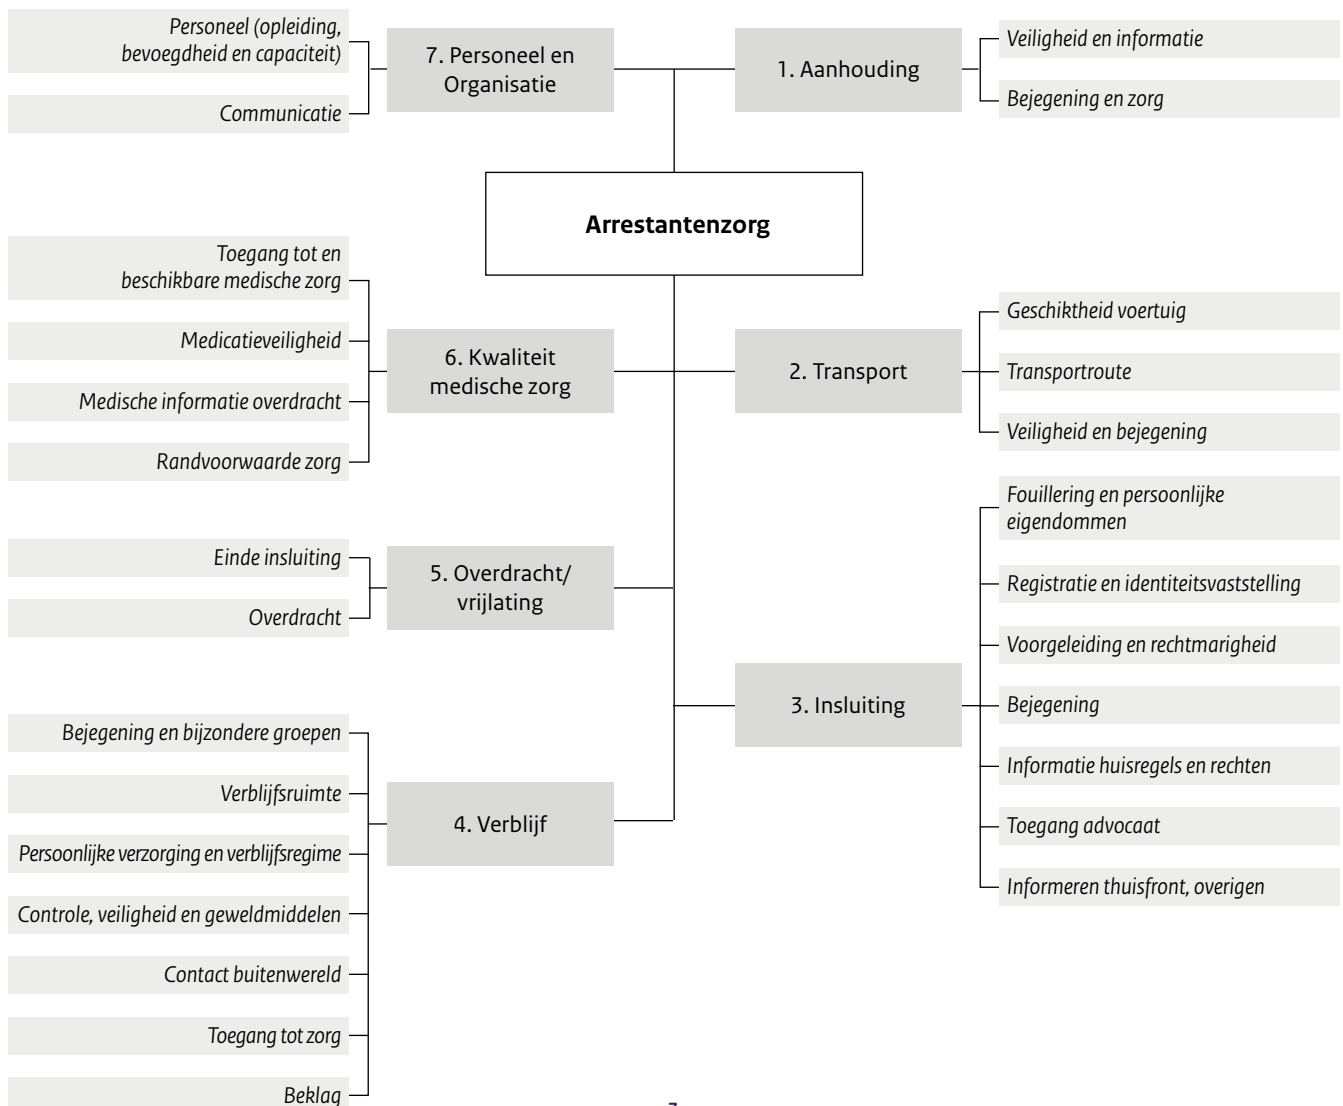 Personeel (opleiding,
bevoegdheid en capaciteit)
Communicatie
7. Personeel en
Organisatie
1. Aanhouding
Veiligheid en informatie
Bejegening en zorg
Arrestantenzorg
Toegang tot en
beschikbare medische zorg
Medicatieveiligheid
Medische informatie overdracht
Randvoorwaarde zorg
6. Kwaliteit
medische zorg
2. Transport
Geschiktheid voertuig
Transportroute
Veiligheid en bejegening
Einde insluiting
Overdracht
5. Overdracht/
vrijlating
3. Insluiting
Fouillering en persoonlijke
eigendommen
Registratie en identiteitsvaststelling
Voorgeleiding en rechtmarigheid
Bejegening
Informatie huisregels en rechten
Toegang advocaat
Informeren thuisfront, overigen
Bejegening en bijzondere groepen
Verblijfsruimte
Persoonlijke verzorging en verblijfsregime
Controle, veiligheid en geweldmiddelen
Contact buitenwereld
Toegang tot zorg
Beklag
4. Verblijf